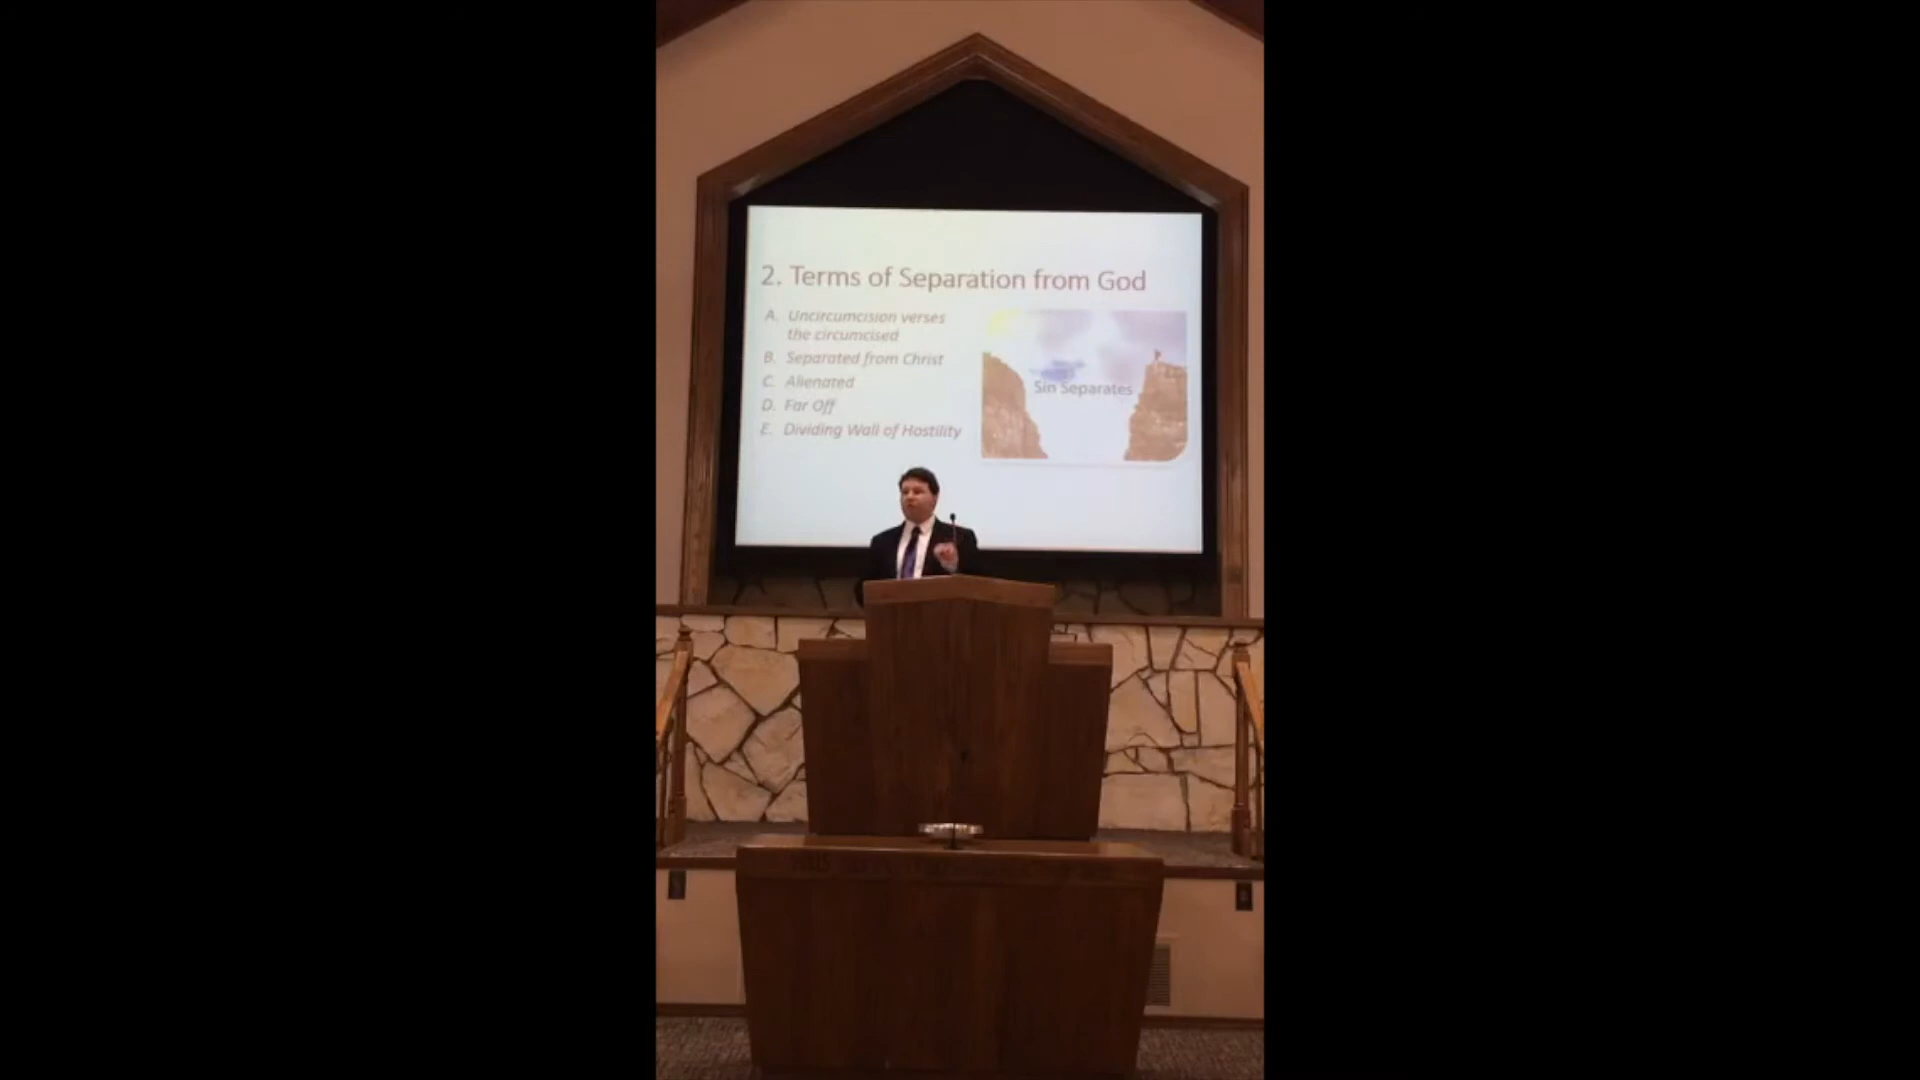 2. Terms of Separation from God
A. Uncircumcision verses
the circumcised
B. Separated from Christ
C. Alienated
D. Far Off
E. Dividing Wall of Hostility
Sin Separates